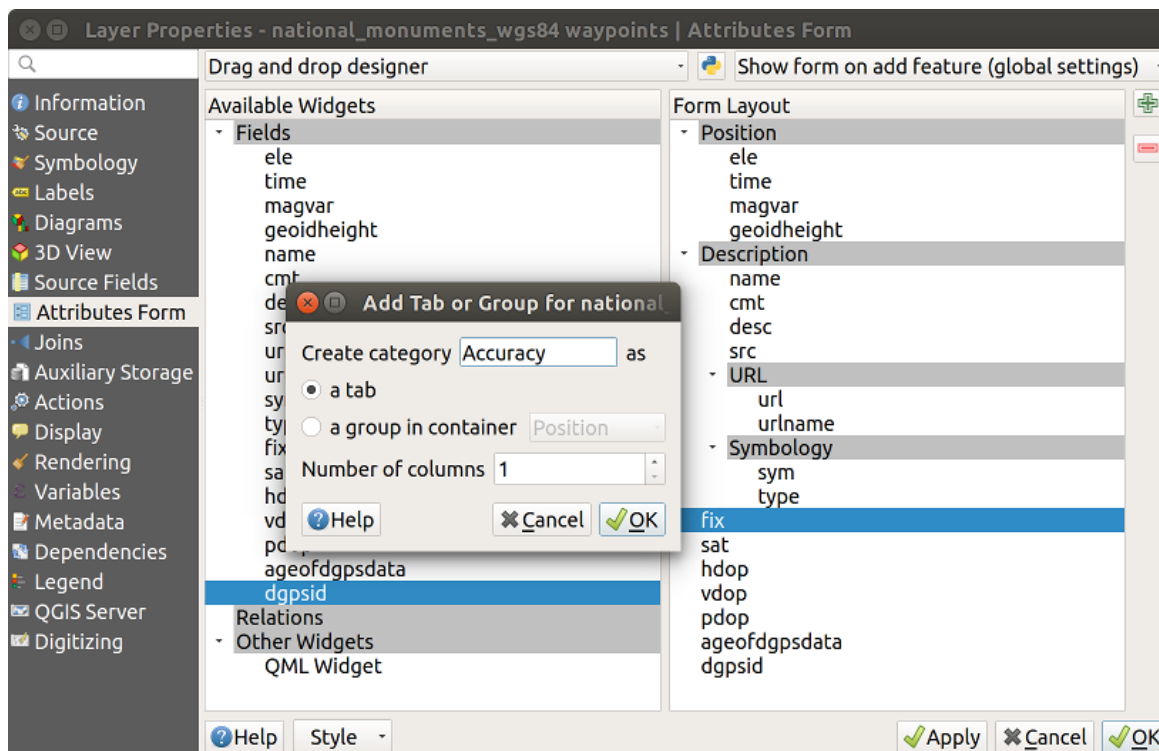 Layer Properties - national_monuments_wgs84 waypoints | Attributes Form
Drag and drop designer
Show form on add feature (global settings)
Information
Source
Symbology
Labels
Diagrams
3D View
Source Fields
Attributes Form
Joins
Auxiliary Storage
Actions
Display
Rendering
Variables
Metadata
Dependencies
Legend
QGIS Server
Digitizing
Available Widgets
Fields
ele
time
magvar
geoidheight
name
cmt
ageofdgpsdata
dgpsid
Relations
Other Widgets
QML Widget
Add Tab or Group for national_
Create category Accuracy as
a tab
a group in container Position
Number of columns 1
Help Cancel OK
Form Layout
Position
ele
time
magvar
geoidheight
Description
name
cmt
desc
src
URL
url
urlname
Symbology
sym
type
fix
sat
hdop
vdop
pdop
ageofdgpsdata
dgpsid
Help Style Apply Cancel OK